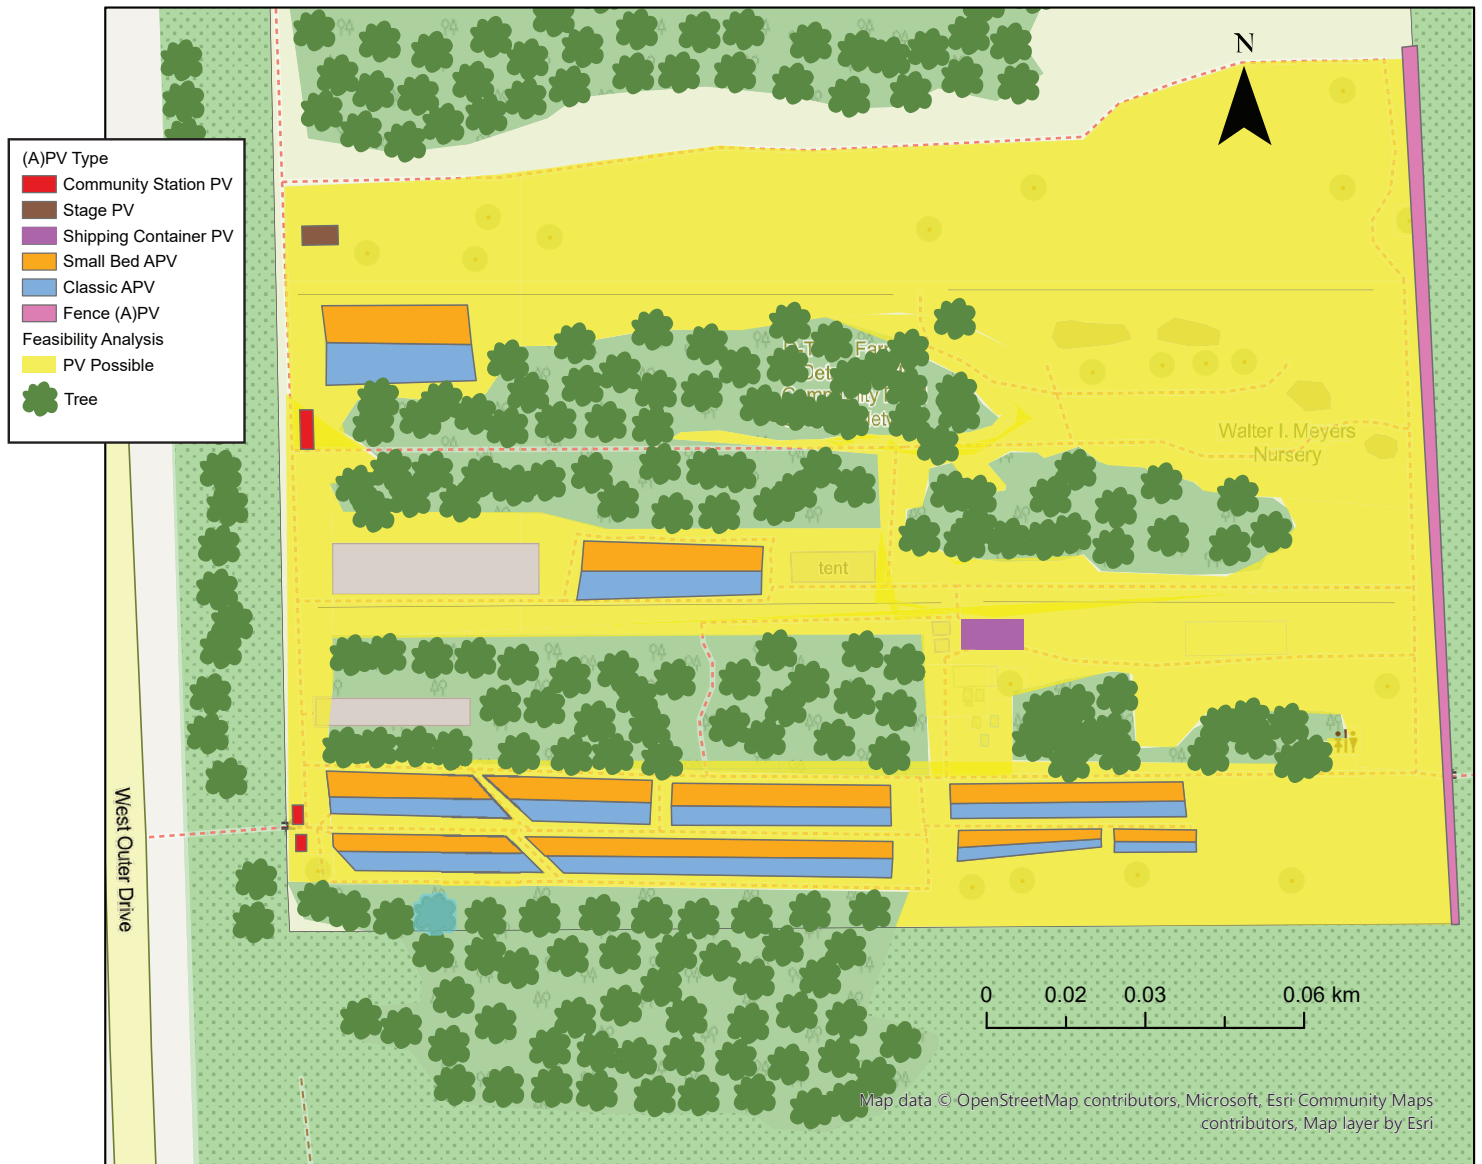 N
(A)PV Type
Community Station PV
Stage PV
Shipping Container PV
Small Bed APV
Classic APV
Fence (A)PV
Feasibility Analysis
PV Possible
Tree
Walter I. Meyers
Nursery
tent
West Outer Drive
0 0.02 0.03 0.06 km
Map data © OpenStreetMap contributors, Microsoft, Esri Community Maps
contributors, Map layer by Esri